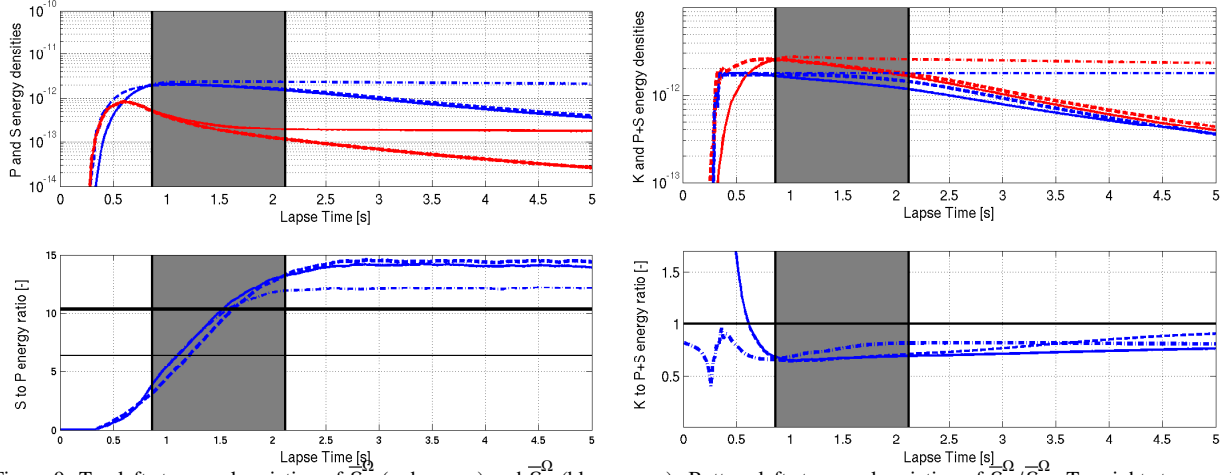 P and S energy densities
10^-10
10^-11
10^-12
10^-13
10^-14
0 0.5 1 1.5 2 2.5 3 3.5 4 4.5 5
Lapse Time [s]
K and P+S energy densities
10^-12
10^-13
0 0.5 1 1.5 2 2.5 3 3.5 4 4.5 5
Lapse Time [s]
S to P energy ratio [-]
15
10
5
0
0 0.5 1 1.5 2 2.5 3 3.5 4 4.5 5
Lapse Time [s]
K to P+S energy ratio [-]
1.5
1
0.5
0 0.5 1 1.5 2 2.5 3 3.5 4 4.5 5
Lapse Time [s]